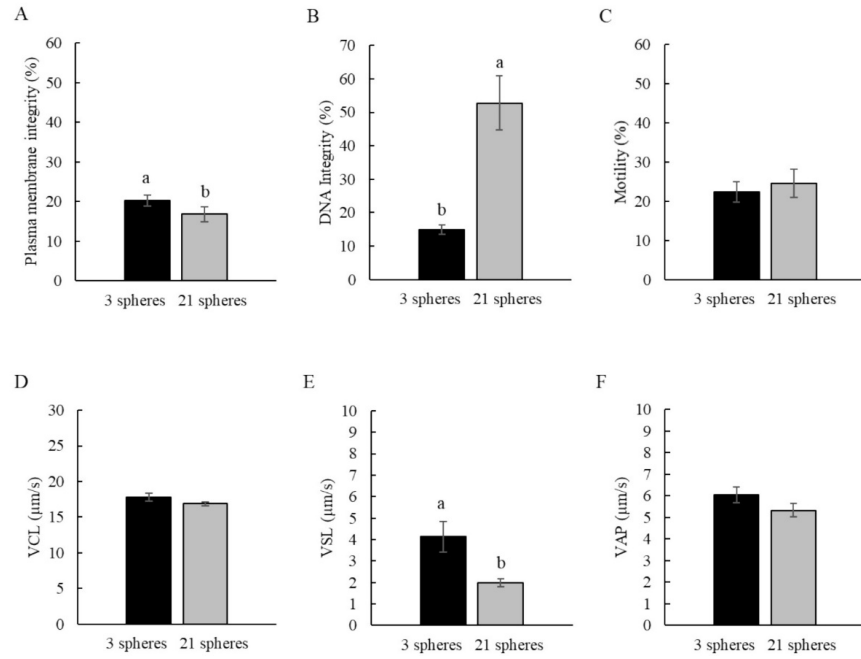 A
Plasma membrane integrity (%)
60
50
40
30
20
10
0
a
b
3 spheres 21 spheres
B
DNA Integrity (%)
70
60
50
40
30
20
10
0
b
a
3 spheres 21 spheres
C
Motility (%)
60
50
40
30
20
10
0
3 spheres 21 spheres
D
VCL (µm/s)
30
25
20
15
10
5
0
3 spheres 21 spheres
E
VSL (µm/s)
10
9
8
7
6
5
4
3
2
1
0
a
b
3 spheres 21 spheres
F
VAP (µm/s)
10
9
8
7
6
5
4
3
2
1
0
3 spheres 21 spheres